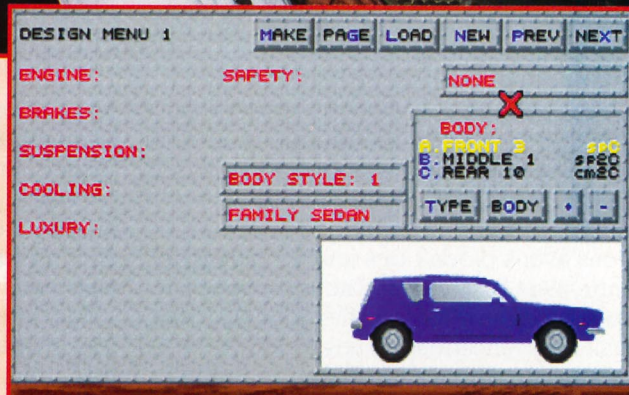 DESIGN MENU 1 MAKE PAGE LOAD NEW PREV NEXT
ENGINE: SAFETY: NONE
BRAKES:
SUSPENSION:
COOLING:
LUXURY:
BODY STYLE: 1
FAMILY SEDAN
BODY:
A.FRONT 3 spC
B.MIDDLE 1 sp2C
C.REAR 10 cm2C
TYPE BODY + -